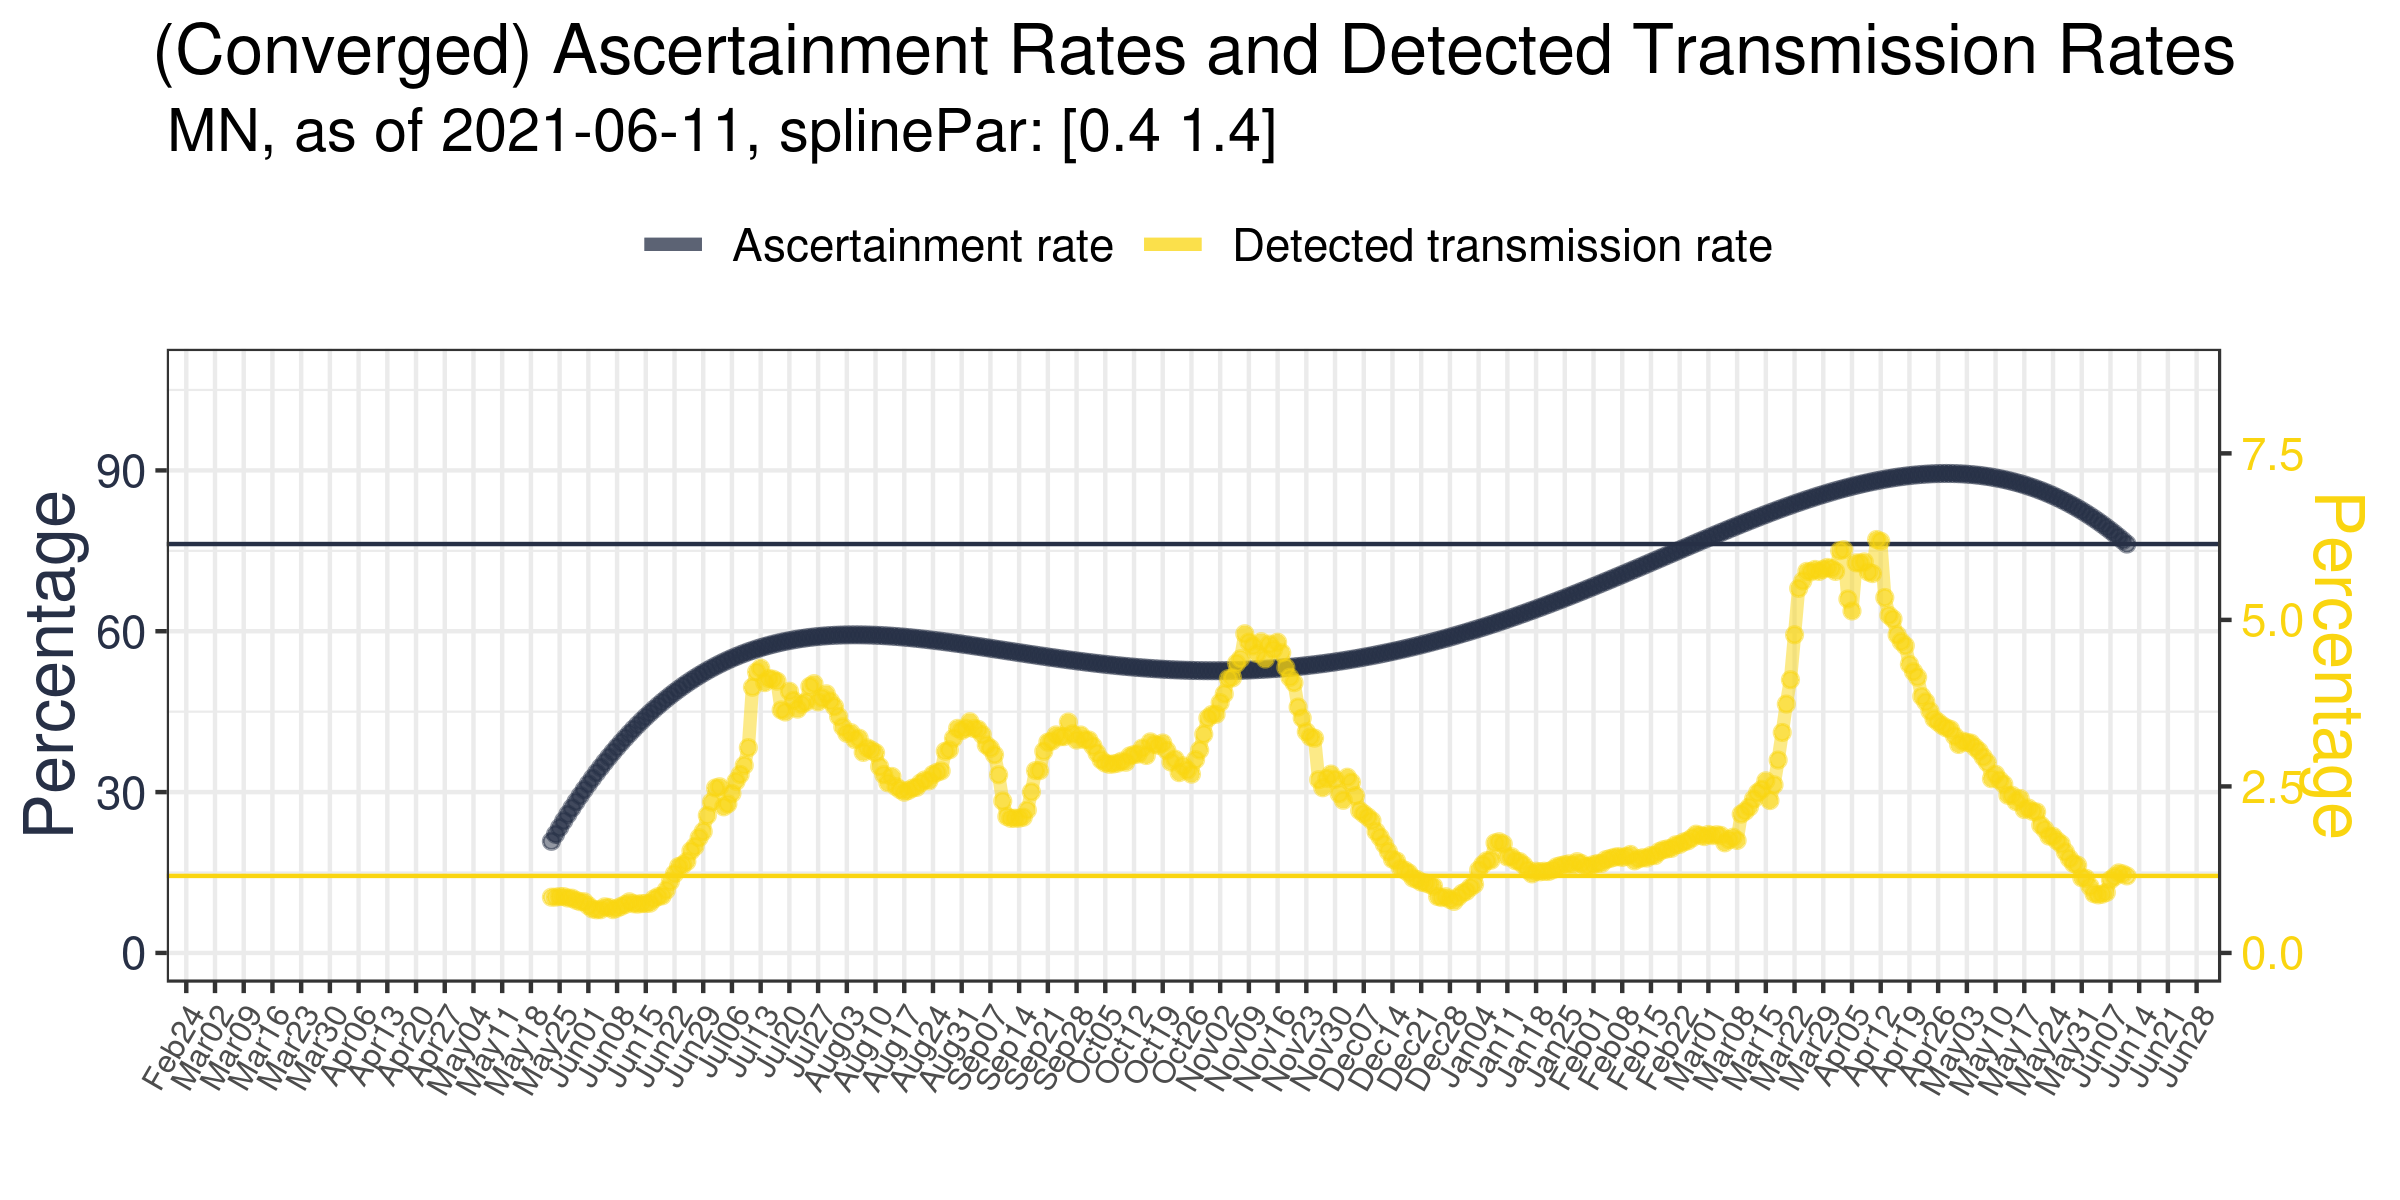 (Converged) Ascertainment Rates and Detected Transmission Rates
MN, as of 2021-06-11, splinePar: [0.4 1.4]
Ascertainment rate
Detected transmission rate
Percentage
90
60
30
0
7.5
5.0
2.5
0.0
Percentage
Feb24
Mar02
Mar09
Mar16
Mar23
Mar30
Apr06
Apr13
Apr20
Apr27
May04
May11
May18
May25
Jun01
Jun08
Jun15
Jun22
Jun29
Jul06
Jul13
Jul20
Jul27
Aug03
Aug10
Aug17
Aug24
Aug31
Sep07
Sep14
Sep21
Sep28
Oct05
Oct12
Oct19
Oct26
Nov02
Nov09
Nov16
Nov23
Nov30
Dec07
Dec14
Dec21
Dec28
Jan04
Jan11
Jan18
Jan25
Feb01
Feb08
Feb15
Feb22
Mar01
Mar08
Mar15
Mar22
Mar29
Apr05
Apr12
Apr19
Apr26
May03
May10
May17
May24
May31
Jun07
Jun14
Jun21
Jun28